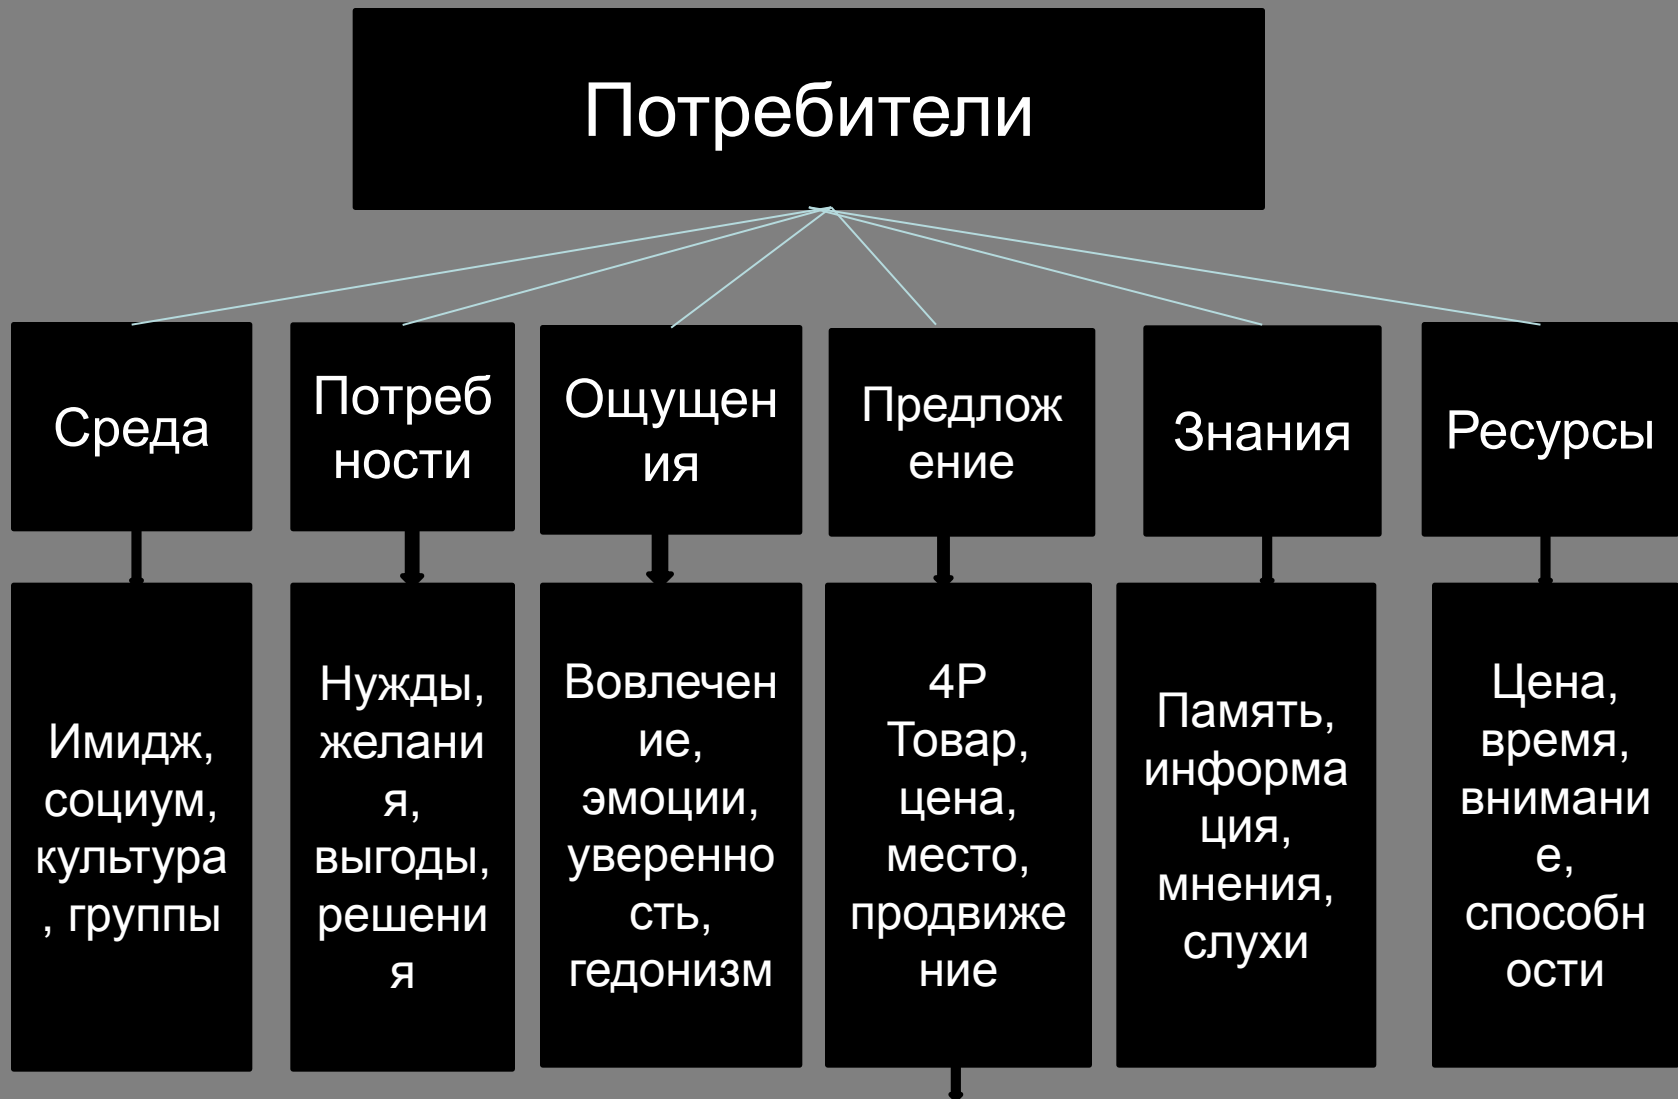 Потребители
Среда
Потреб
ности
Ощущен
ия
Предлож
ение
Знания
Ресурсы
Имидж,
социум,
культура
, группы
Нужды,
желани
я,
выгоды,
решени
я
Вовлечен
ие,
эмоции,
уверенно
сть,
гедонизм
4P
Товар,
цена,
место,
продвиже
ние
Память,
информа
ция,
мнения,
слухи
Цена,
время,
внимани
е,
способн
ости